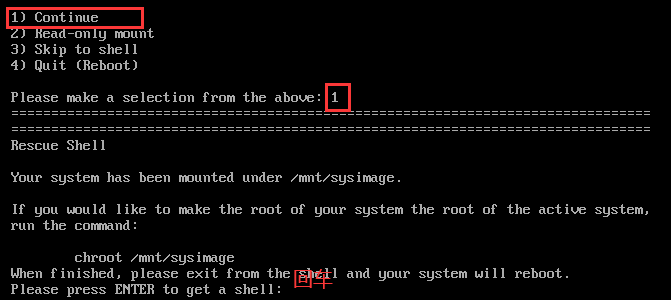 1) Continue
2) Read-only mount
3) Skip to shell
4) Quit (Reboot)
Please make a selection from the above: 1
================================================================================
================================================================================
Rescue Shell
Your system has been mounted under /mnt/sysimage.
If you would like to make the root of your system the root of the active system,
run the command:
chroot /mnt/sysimage
When finished, please exit from the shell and your system will reboot.
Please press ENTER to get a shell:
回车